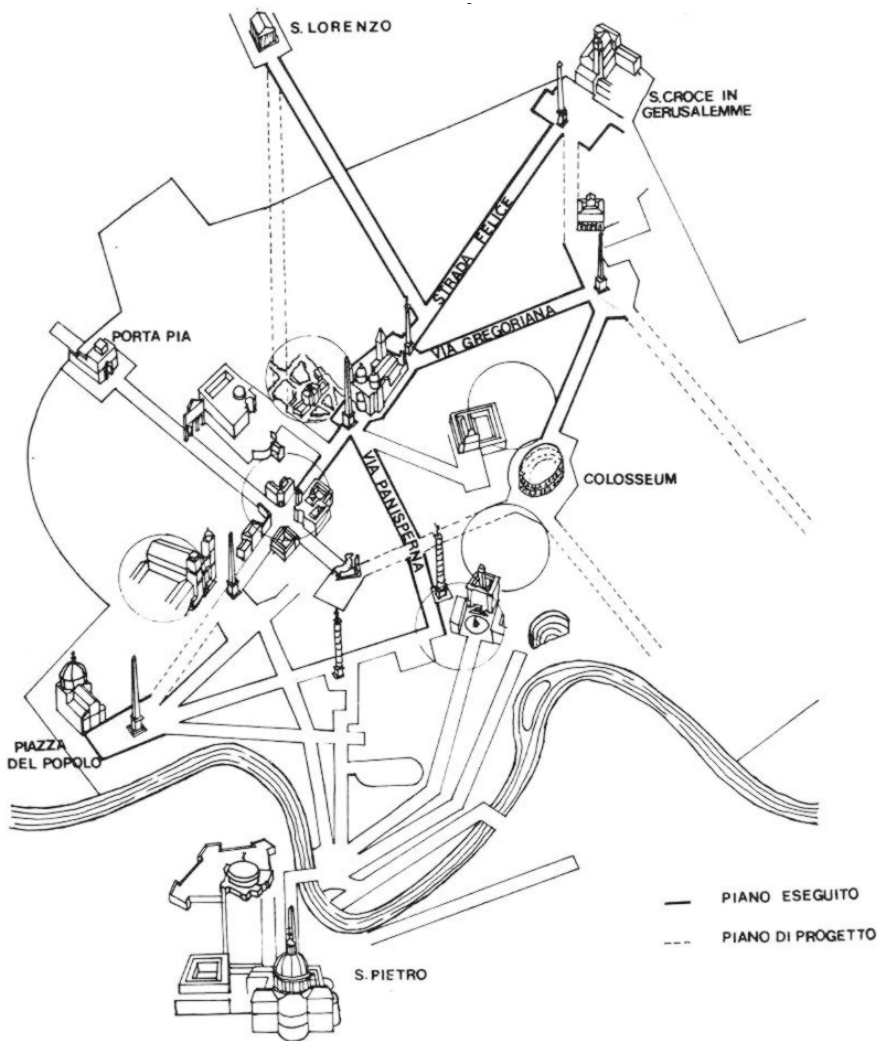 S. LORENZO
S. CROCE IN
GERUSALEMME
STRADA FELICE
PORTA PIA
VIA GREGORIANA
COLOSSEUM
VIA PANISPERNA
PIAZZA
DEL POPOLO
PIANO ESEGUITO
PIANO DI PROGETTO
S. PIETRO